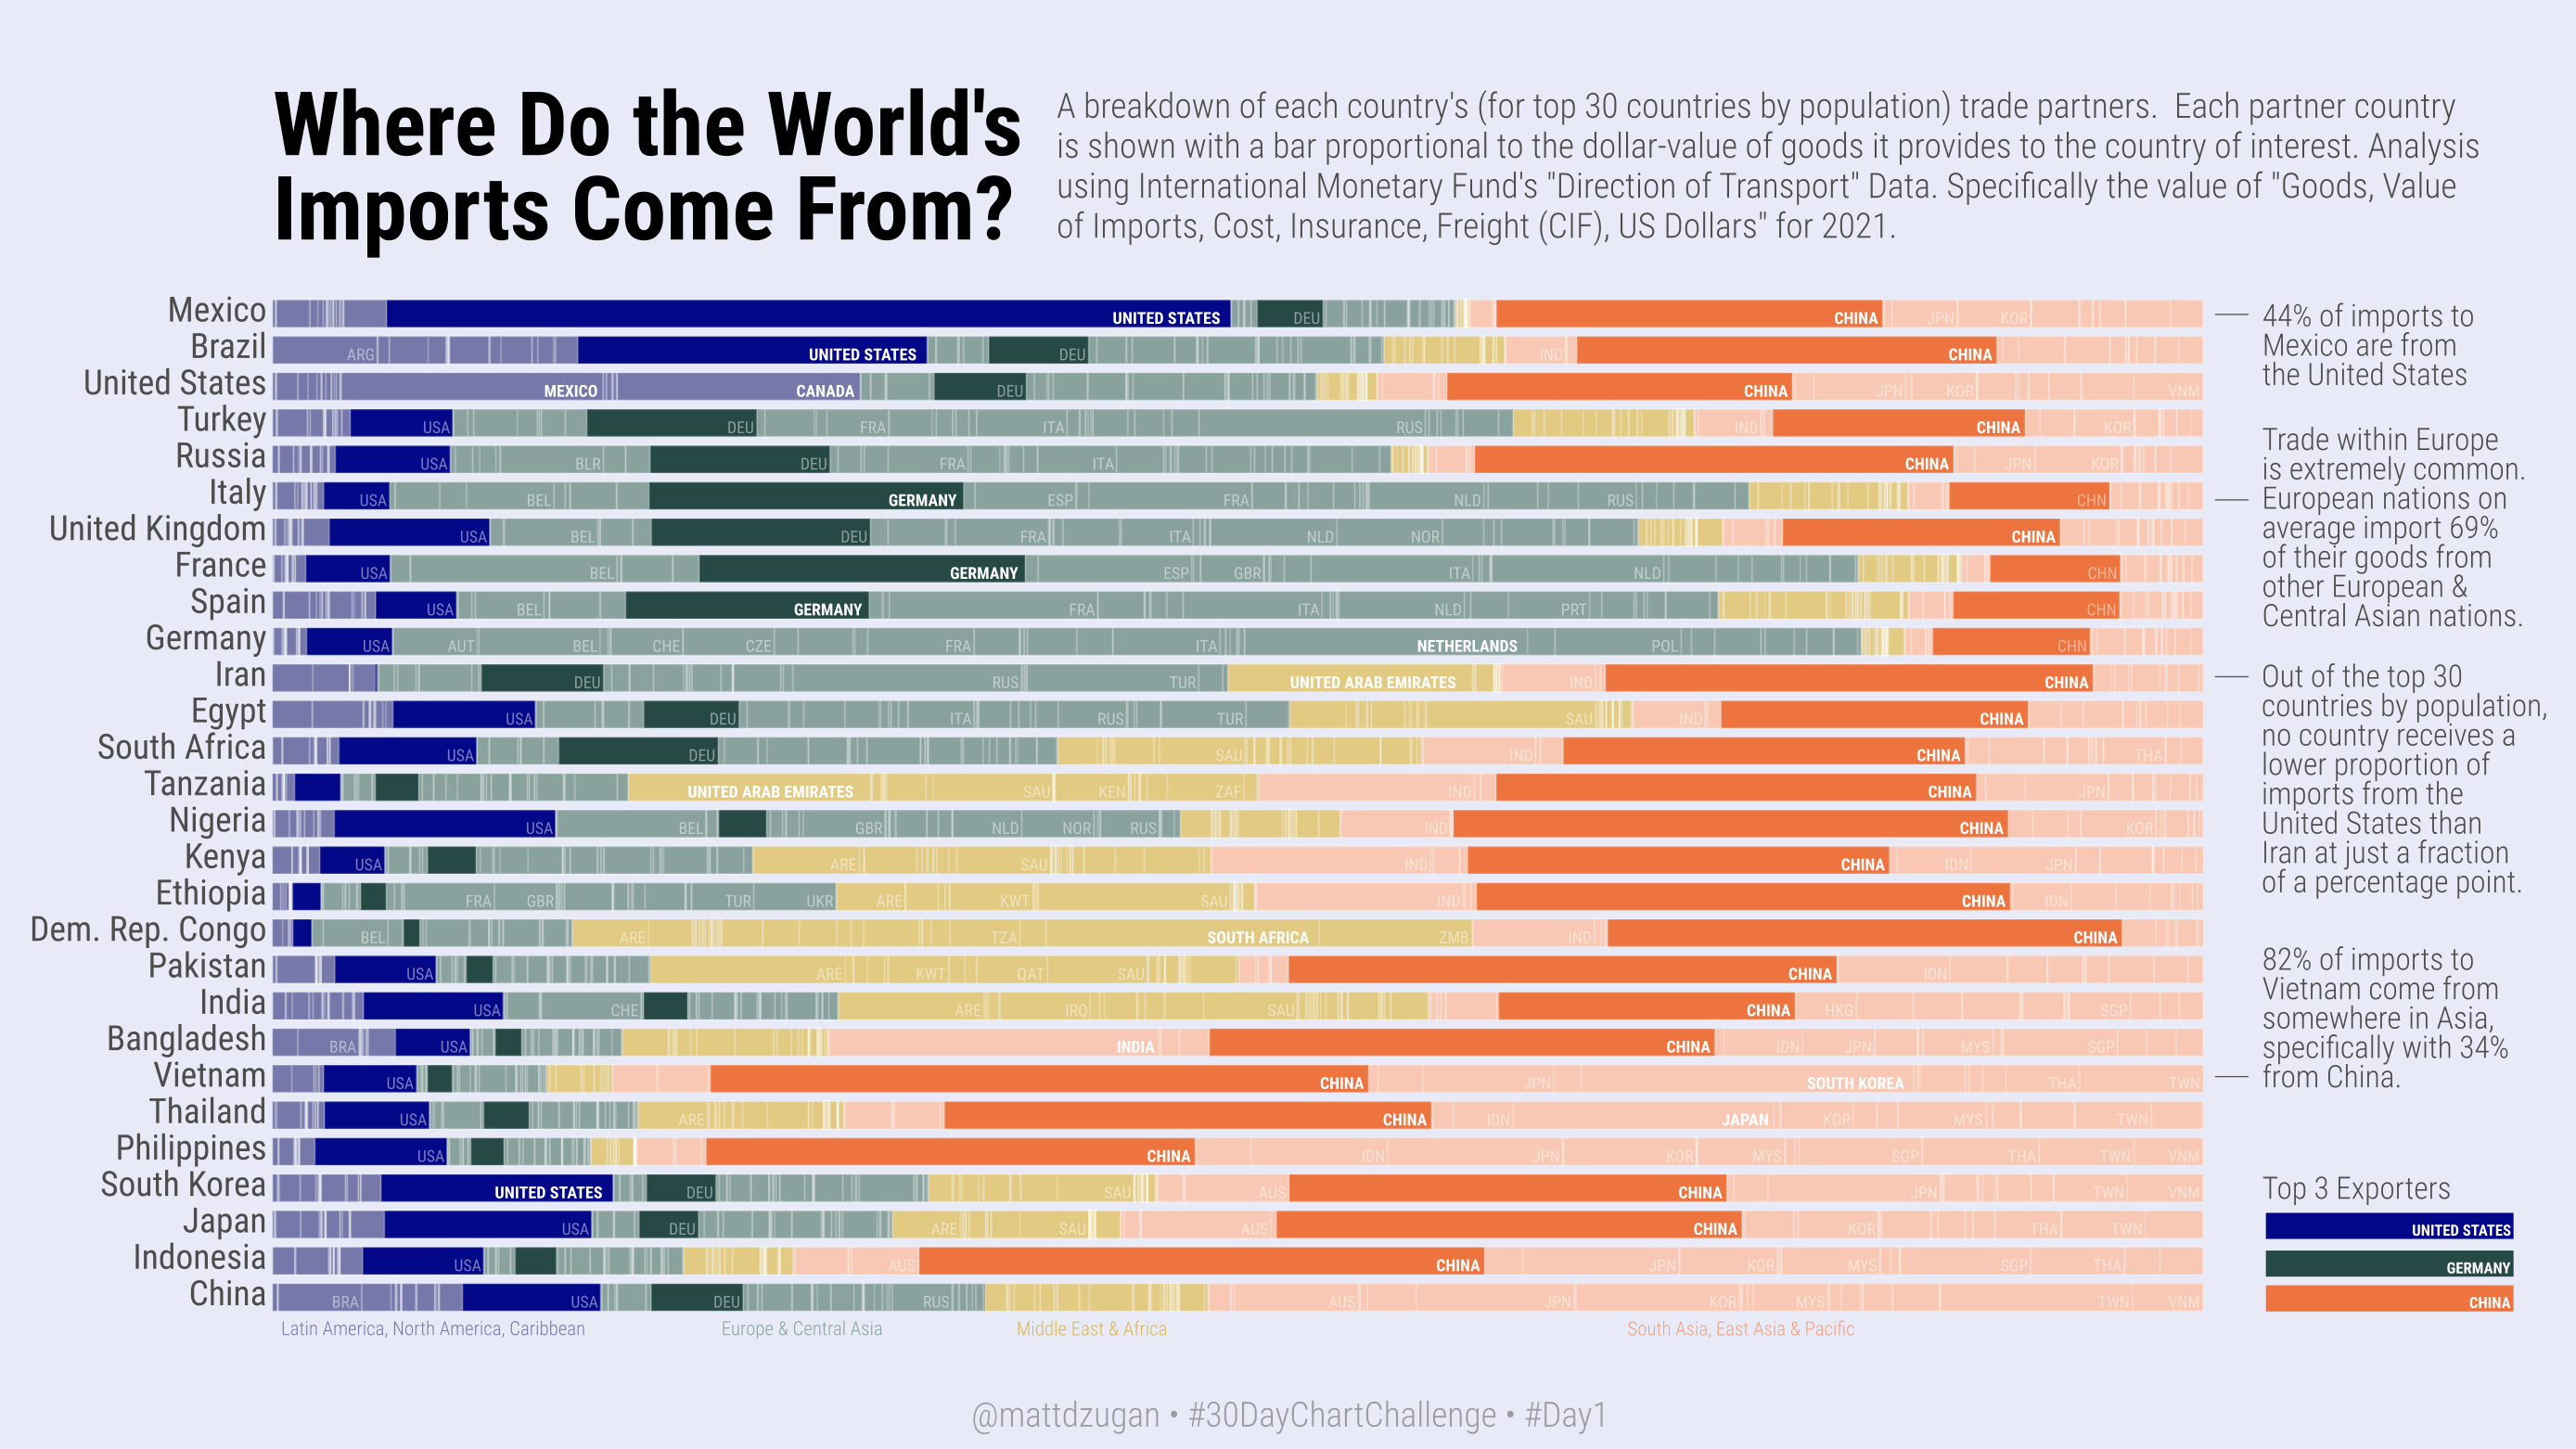 Where Do the World's
Imports Come From?
A breakdown of each country's (for top 30 countries by population) trade partners.  Each partner country
is shown with a bar proportional to the dollar-value of goods it provides to the country of interest. Analysis
using International Monetary Fund's "Direction of Transport" Data. Specifically the value of "Goods, Value
of Imports, Cost, Insurance, Freight (CIF), US Dollars" for 2021.
Mexico UNITED STATES DEU CHINA JPN KOR
Brazil ARG UNITED STATES DEU IND CHINA
United States MEXICO CANADA DEU CHINA JPN KOR VNM
Turkey USA DEU FRA ITA RUS IND CHINA KOR
Russia USA BLR DEU FRA ITA CHINA JPN KOR
Italy USA BEL GERMANY ESP FRA NLD RUS CHN
United Kingdom USA BEL DEU FRA ITA NLD NOR CHINA
France USA BEL GERMANY ESP GBR ITA NLD CHN
Spain USA BEL GERMANY FRA ITA NLD PRT CHN
Germany USA AUT BEL CHE CZE FRA ITA NETHERLANDS POL CHN
Iran DEU RUS TUR UNITED ARAB EMIRATES IND CHINA
Egypt USA DEU ITA RUS TUR SAU IND CHINA
South Africa USA DEU SAU IND CHINA THA
Tanzania UNITED ARAB EMIRATES SAU KEN ZAF IND CHINA JPN
Nigeria USA BEL GBR NLD NOR RUS IND CHINA KOR
Kenya USA ARE SAU IND CHINA IDN JPN
Ethiopia FRA GBR TUR UKR ARE KWT SAU IND CHINA IDN
Dem. Rep. Congo BEL ARE TZA SOUTH AFRICA ZMB IND CHINA
Pakistan USA ARE KWT QAT SAU CHINA IDN
India USA CHE ARE IRQ SAU CHINA HKG SGP
Bangladesh BRA USA INDIA CHINA IDN JPN MYS SGP
Vietnam USA CHINA JPN SOUTH KOREA THA TWN
Thailand USA ARE CHINA IDN JAPAN KOR MYS TWN
Philippines USA CHINA IDN JPN KOR MYS SGP THA TWN VNM
South Korea UNITED STATES DEU SAU AUS CHINA JPN TWN VNM
Japan USA DEU ARE SAU AUS CHINA KOR THA TWN
Indonesia USA AUS CHINA JPN KOR MYS SGP THA
China BRA USA DEU RUS AUS JPN KOR MYS TWN VNM
Latin America, North America, Caribbean Europe & Central Asia Middle East & Africa South Asia, East Asia & Pacific
44% of imports to
Mexico are from
the United States
Trade within Europe
is extremely common.
European nations on
average import 69%
of their goods from
other European &
Central Asian nations.
Out of the top 30
countries by population,
no country receives a
lower proportion of
imports from the
United States than
Iran at just a fraction
of a percentage point.
82% of imports to
Vietnam come from
somewhere in Asia,
specifically with 34%
from China.
Top 3 Exporters
UNITED STATES
GERMANY
CHINA
@mattdzugan • #30DayChartChallenge • #Day1